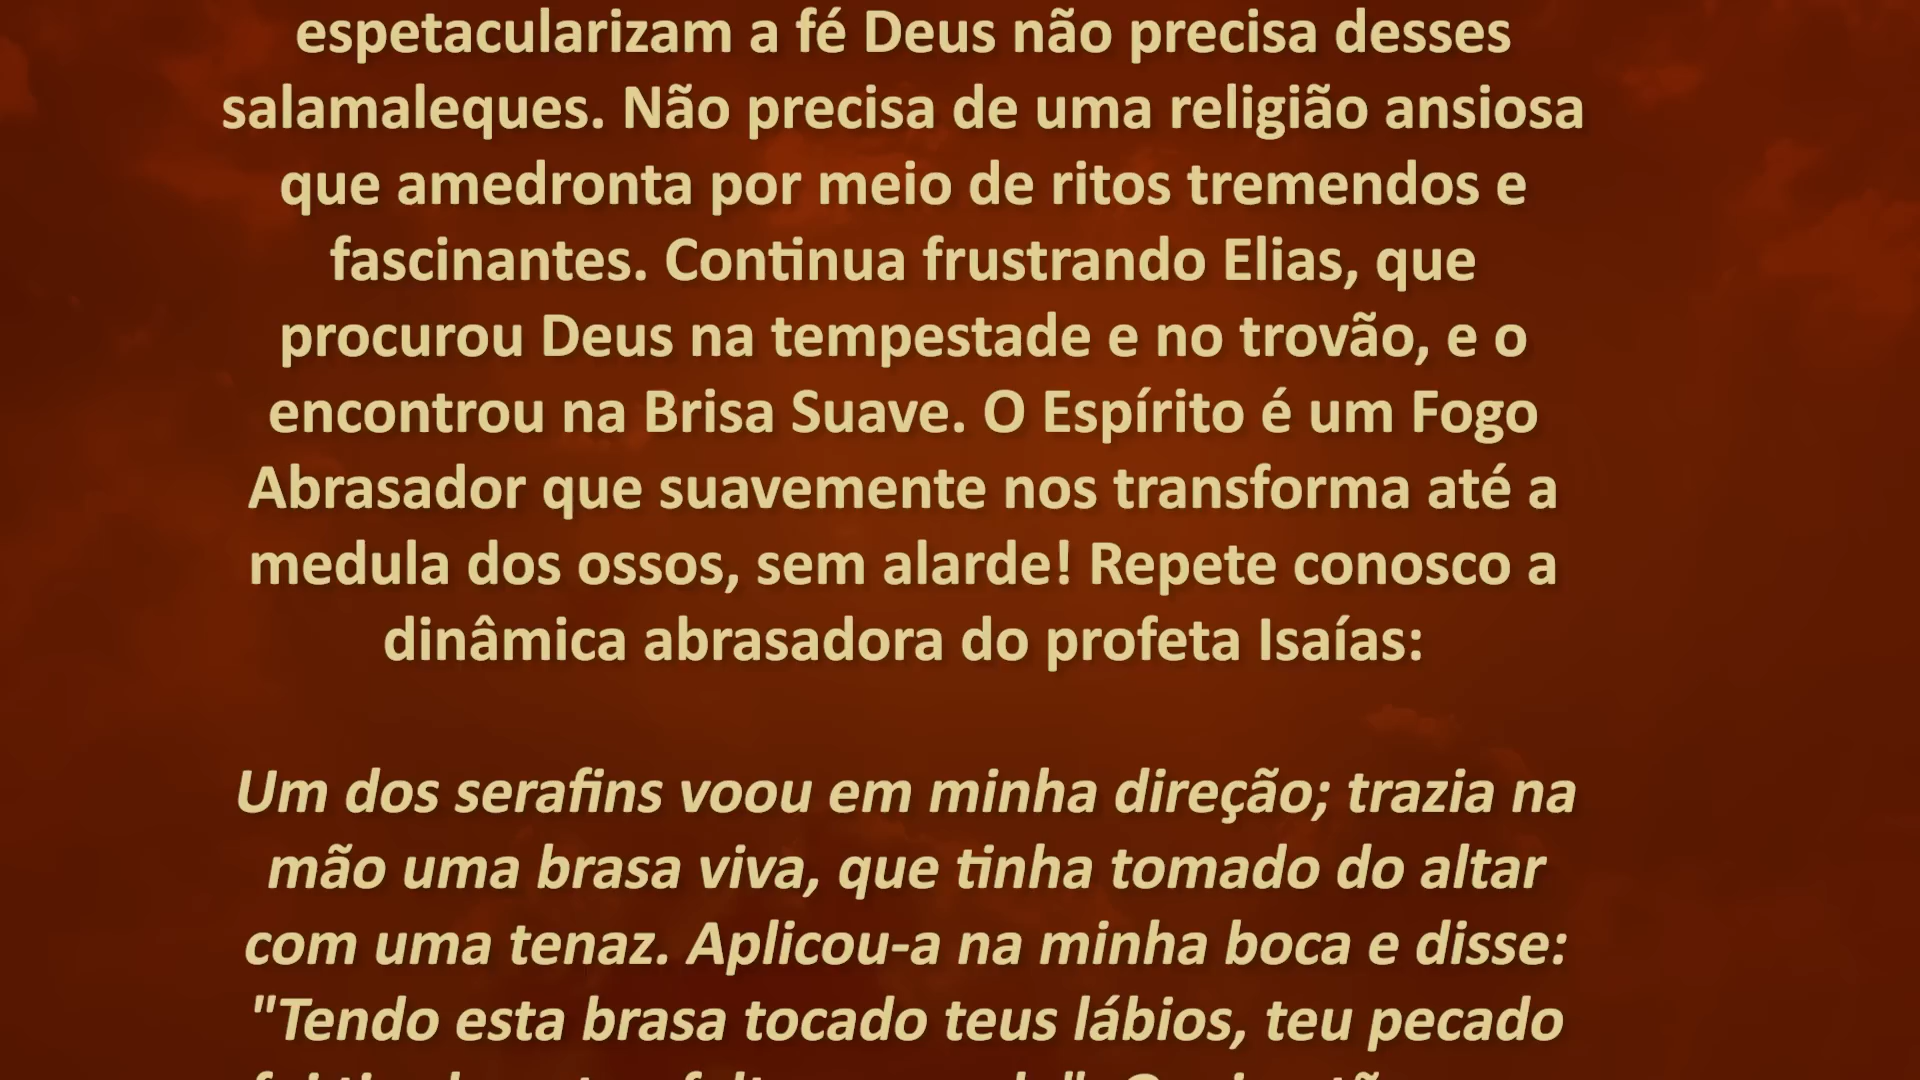 espetacularizam a fé Deus não precisa desses
salamaleques. Não precisa de uma religião ansiosa
que amedronta por meio de ritos tremendos e
fascinantes. Continua frustrando Elias, que
procurou Deus na tempestade e no trovão, e o
encontrou na Brisa Suave. O Espírito é um Fogo
Abrasador que suavemente nos transforma até a
medula dos ossos, sem alarde! Repete conosco a
dinâmica abrasadora do profeta Isaías:
Um dos serafins voou em minha direção; trazia na
mão uma brasa viva, que tinha tomado do altar
com uma tenaz. Aplicou-a na minha boca e disse:
"Tendo esta brasa tocado teus lábios, teu pecado